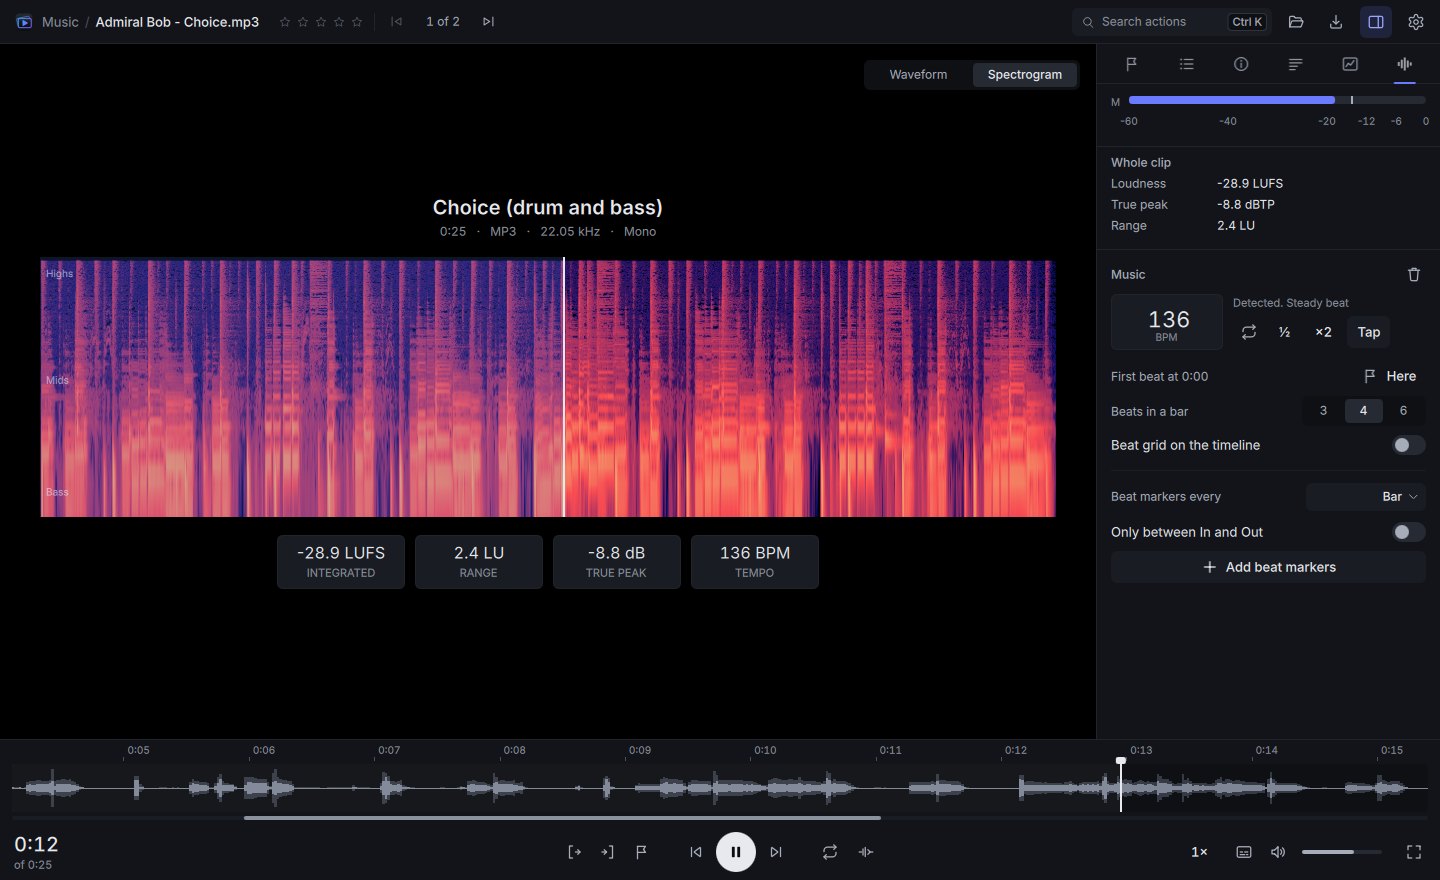 Music / Admiral Bob - Choice.mp3
1 of 2
Search actions Ctrl K
Waveform Spectrogram
Choice (drum and bass)
0:25 · MP3 · 22.05 kHz · Mono
Highs
Mids
Bass
-28.9 LUFS
INTEGRATED
2.4 LU
RANGE
-8.8 dB
TRUE PEAK
136 BPM
TEMPO
M
-60 -40 -20 -12 -6 0
Whole clip
Loudness -28.9 LUFS
True peak -8.8 dBTP
Range 2.4 LU
Music
136
BPM
Detected. Steady beat
½ ×2 Tap
First beat at 0:00 Here
Beats in a bar 3 4 6
Beat grid on the timeline
Beat markers every Bar
Only between In and Out
Add beat markers
0:05 0:06 0:07 0:08 0:09 0:10 0:11 0:12 0:13 0:14 0:15
0:12
of 0:25
1×